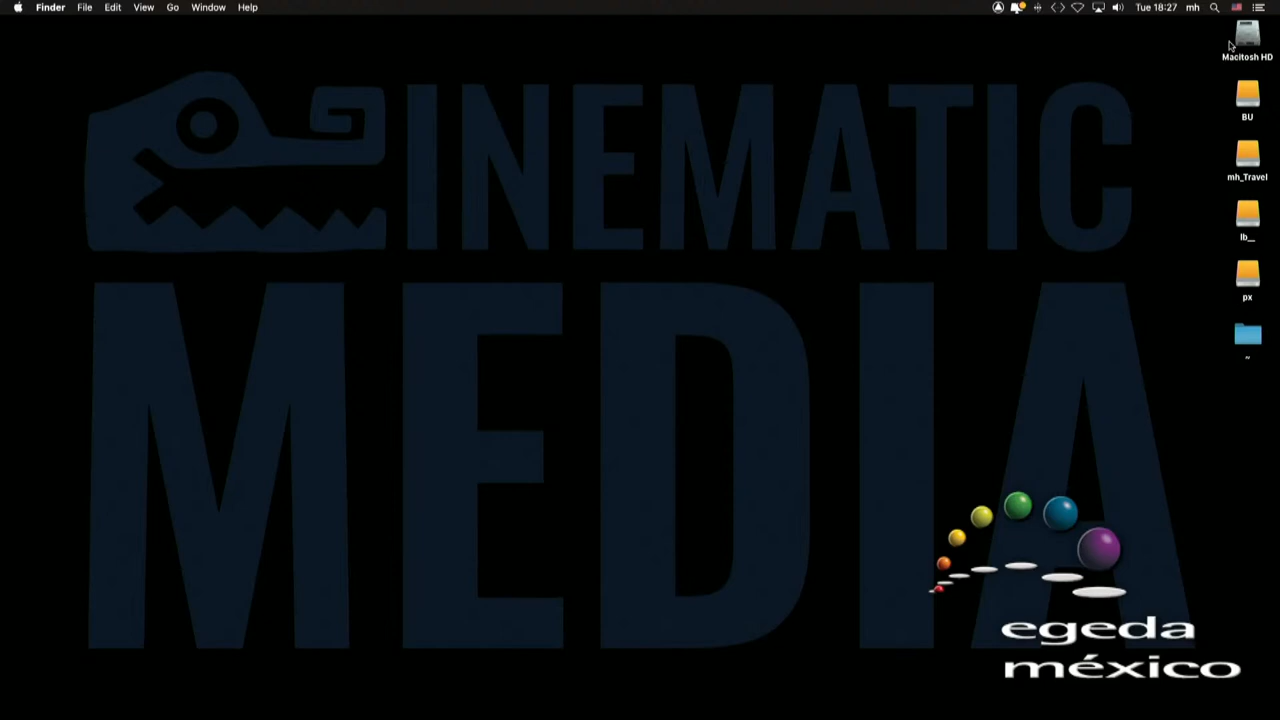 Finder File Edit View Go Window Help
Tue 18:27 mh
Macitosh HD
BU
mh_Travel
lb__
px
~
INEMATIC
MEDIA
egeda
méxico